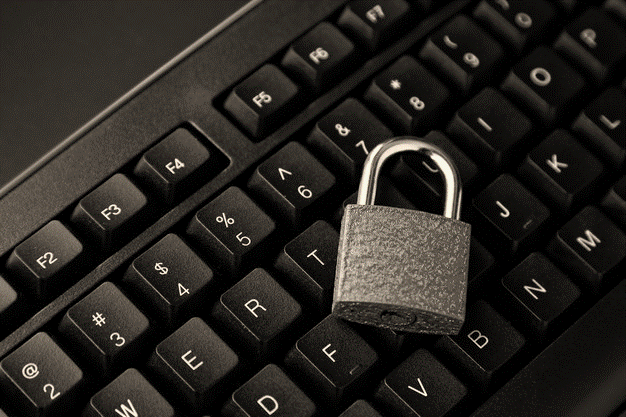 F2 F3 F4 F5 F6 F7
@ # $ % ^ & * (
2 3 4 5 6 7 8 9
W E R T I O P
D F J K L
V B N M